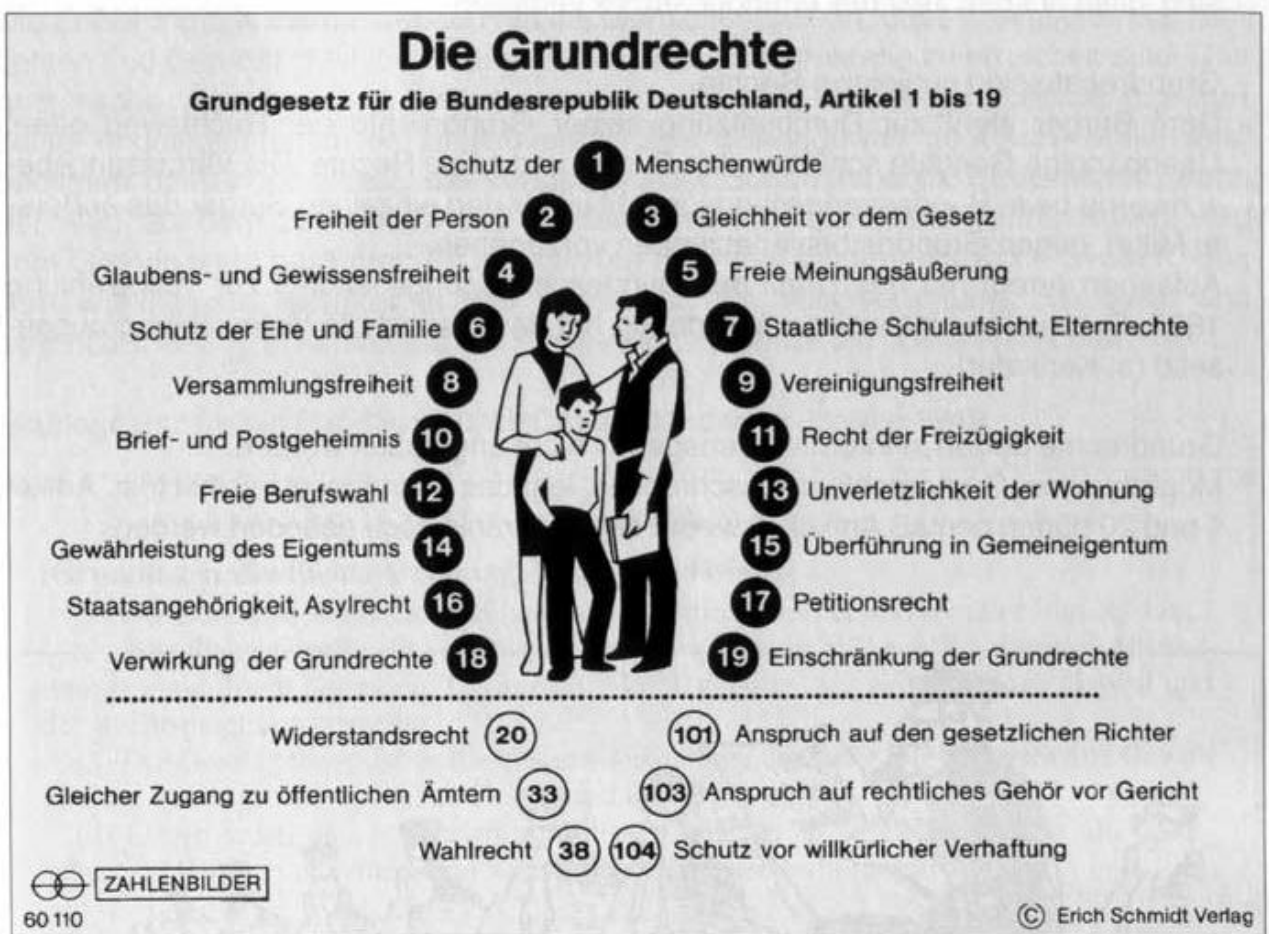 Die Grundrechte
Grundgesetz für die Bundesrepublik Deutschland, Artikel 1 bis 19
Schutz der 1 Menschenwürde
Freiheit der Person 2 3 Gleichheit vor dem Gesetz
Glaubens- und Gewissensfreiheit 4 5 Freie Meinungsäußerung
Schutz der Ehe und Familie 6 7 Staatliche Schulaufsicht, Elternrechte
Versammlungsfreiheit 8 9 Vereinigungsfreiheit
Brief- und Postgeheimnis 10 11 Recht der Freizügigkeit
Freie Berufswahl 12 13 Unverletzlichkeit der Wohnung
Gewährleistung des Eigentums 14 15 Überführung in Gemeineigentum
Staatsangehörigkeit, Asylrecht 16 17 Petitionsrecht
Verwirkung der Grundrechte 18 19 Einschränkung der Grundrechte
Widerstandsrecht 20 101 Anspruch auf den gesetzlichen Richter
Gleicher Zugang zu öffentlichen Ämtern 33 103 Anspruch auf rechtliches Gehör vor Gericht
Wahlrecht 38 104 Schutz vor willkürlicher Verhaftung
ZAHLENBILDER
60 110 © Erich Schmidt Verlag